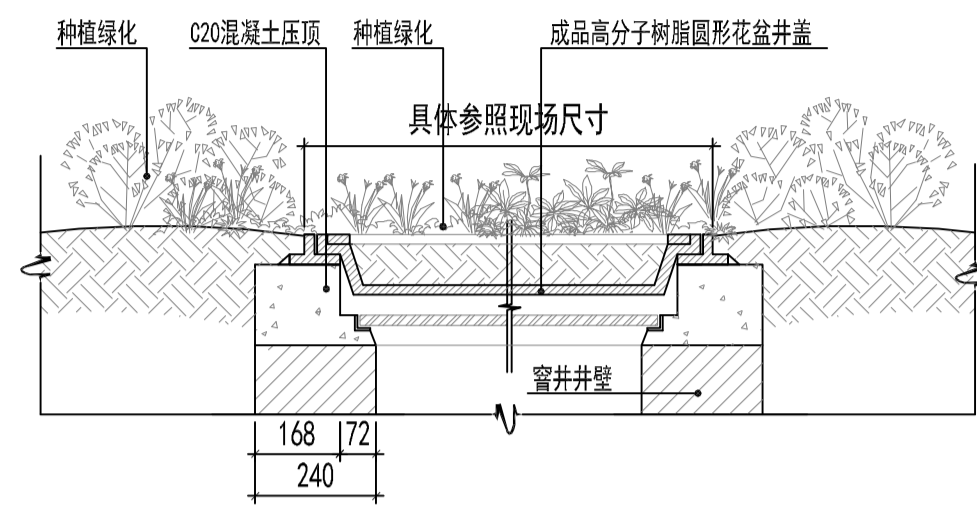 种植绿化
C20混凝土压顶
种植绿化
成品高分子树脂圆形花盆井盖
具体参照现场尺寸
窨井井壁
168
72
240